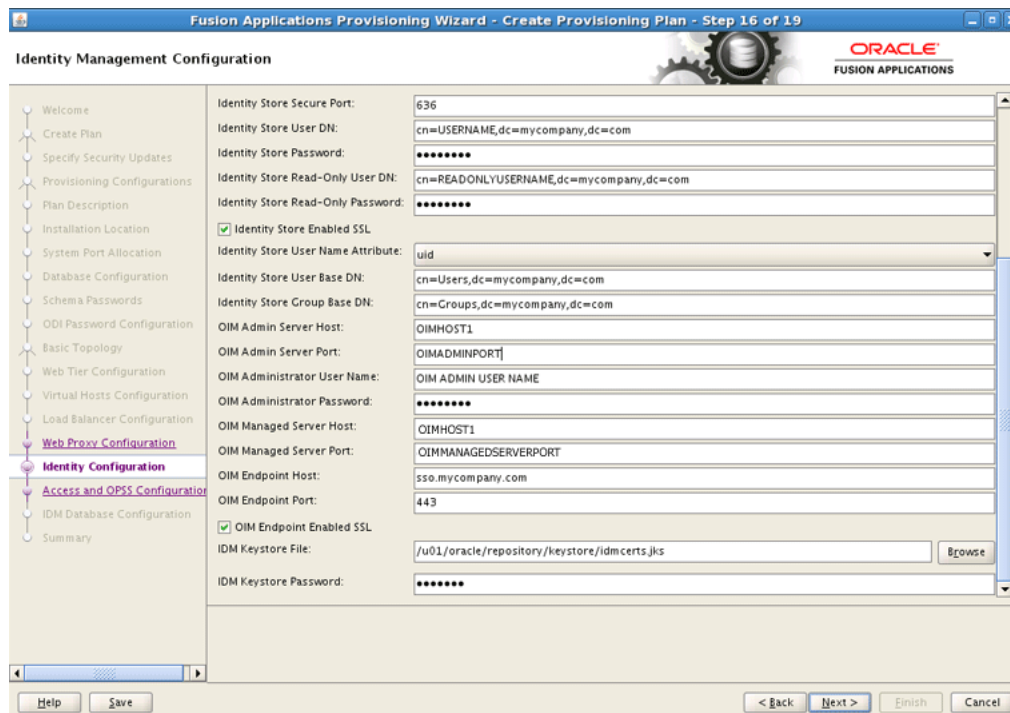 Fusion Applications Provisioning Wizard - Create Provisioning Plan - Step 16 of 19
Identity Management Configuration
ORACLE
FUSION APPLICATIONS
Welcome
Create Plan
Specify Security Updates
Provisioning Configurations
Plan Description
Installation Location
System Port Allocation
Database Configuration
Schema Passwords
ODI Password Configuration
Basic Topology
Web Tier Configuration
Virtual Hosts Configuration
Load Balancer Configuration
Web Proxy Configuration
Identity Configuration
Access and OPSS Configuration
IDM Database Configuration
Summary
Identity Store Secure Port: 636
Identity Store User DN: cn=USERNAME,dc=mycompany,dc=com
Identity Store Password: ••••••••
Identity Store Read-Only User DN: cn=READONLYUSERNAME,dc=mycompany,dc=com
Identity Store Read-Only Password: ••••••••
Identity Store Enabled SSL
Identity Store User Name Attribute: uid
Identity Store User Base DN: cn=Users,dc=mycompany,dc=com
Identity Store Group Base DN: cn=Groups,dc=mycompany,dc=com
OIM Admin Server Host: OIMHOST1
OIM Admin Server Port: OIMADMINPORT
OIM Administrator User Name: OIM ADMIN USER NAME
OIM Administrator Password: ••••••••
OIM Managed Server Host: OIMHOST1
OIM Managed Server Port: OIMMANAGEDSERVERPORT
OIM Endpoint Host: sso.mycompany.com
OIM Endpoint Port: 443
OIM Endpoint Enabled SSL
IDM Keystore File: /u01/oracle/repository/keystore/idmcerts.jks Browse
IDM Keystore Password: •••••••
Help Save < Back Next > Finish Cancel